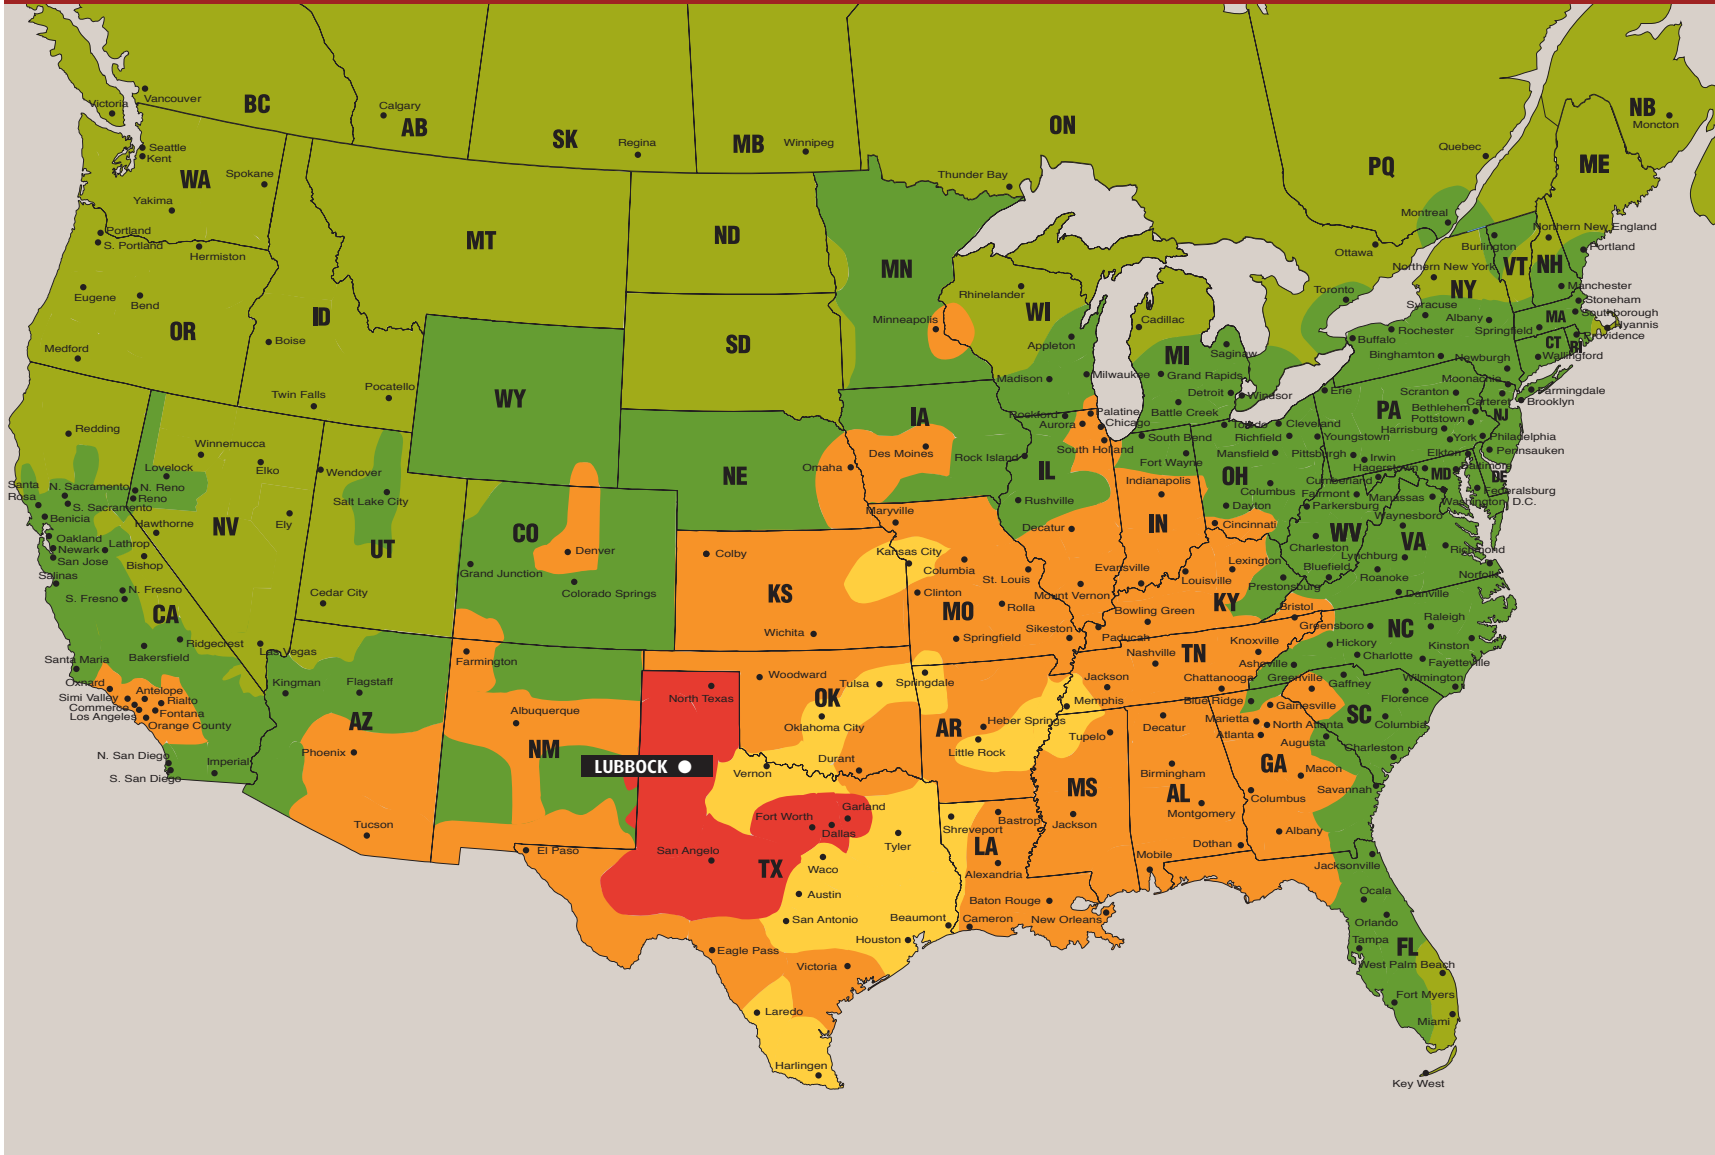 Victoria
Vancouver
BC
Calgary
AB
SK
Regina
MB
Winnipeg
ON
Thunder Bay
PQ
Quebec
Montreal
Ottawa
Toronto
NB
Moncton
ME
Seattle
Kent
WA
Spokane
Yakima
Portland
S. Portland
Hermiston
Eugene
Bend
OR
Medford
ID
Boise
Twin Falls
Pocatello
MT
ND
SD
MN
Minneapolis
Rhinelander
WI
Appleton
Madison
Milwaukee
Cadillac
MI
Saginaw
Grand Rapids
Detroit
Windsor
Battle Creek
Burlington
VT
Northern New England
NH
Portland
Manchester
Stoneham
Southborough
Hyannis
MA
Springfield
CT
RI
Providence
Wallingford
Northern New York
NY
Syracuse
Albany
Rochester
Buffalo
Binghamton
Newburgh
Moonachie
Farmingdale
Brooklyn
Erie
PA
Scranton
Carteret
Bethlehem
NJ
Pottstown
Harrisburg
York
Philadelphia
Pennsauken
Pittsburgh
Irwin
Elkton
Hagerstown
MD
Baltimore
DE
Cumberland
Federalsburg
Manassas
Washington D.C.
WY
Redding
Winnemucca
Elko
Lovelock
N. Reno
Reno
Santa
Rosa
N. Sacramento
S. Sacramento
Benicia
Hawthorne
NV
Ely
Oakland
Newark
Lathrop
San Jose
Bishop
Salinas
N. Fresno
S. Fresno
CA
Ridgecrest
Bakersfield
Las Vegas
Santa Maria
Oxnard
Antelope
Simi Valley
Rialto
Commerce
Fontana
Los Angeles
Orange County
N. San Diego
S. San Diego
Imperial
Wendover
Salt Lake City
UT
Cedar City
CO
Denver
Grand Junction
Colorado Springs
Kingman
Flagstaff
AZ
Phoenix
Tucson
Farmington
Albuquerque
NM
LUBBOCK
NE
Omaha
IA
Des Moines
Rock Island
Rockford
Aurora
Palatine
Chicago
South Holland
IL
Rushville
Decatur
South Bend
Fort Wayne
Indianapolis
IN
Evansville
Toledo
Cleveland
Richfield
Youngstown
Mansfield
OH
Columbus
Dayton
Cincinnati
Fairmont
Parkersburg
WV
Charleston
Bluefield
Waynesboro
VA
Lynchburg
Richmond
Roanoke
Norfolk
Danville
Colby
KS
Wichita
Maryville
Kansas City
Columbia
St. Louis
Clinton
MO
Rolla
Springfield
Sikeston
Mount Vernon
Lexington
Louisville
Prestonsburg
KY
Bowling Green
Paducah
Bristol
Knoxville
Nashville
TN
Jackson
Chattanooga
Memphis
Greensboro
NC
Raleigh
Hickory
Kinston
Charlotte
Fayetteville
Asheville
Wilmington
Greenville
Gaffney
Florence
SC
Columbia
Charleston
Blue Ridge
Gainesville
Marietta
North Atlanta
Atlanta
Augusta
GA
Macon
Savannah
Columbus
Albany
North Texas
Woodward
Tulsa
OK
Oklahoma City
Durant
Springdale
AR
Heber Springs
Little Rock
Tupelo
MS
Jackson
Decatur
Birmingham
AL
Montgomery
Dothan
Mobile
Vernon
Garland
Fort Worth
Dallas
Tyler
San Angelo
TX
Waco
El Paso
Austin
San Antonio
Beaumont
Houston
Eagle Pass
Victoria
Laredo
Harlingen
Shreveport
Bastrop
LA
Alexandria
Baton Rouge
Cameron
New Orleans
Jacksonville
Ocala
Orlando
Tampa
FL
West Palm Beach
Fort Myers
Miami
Key West